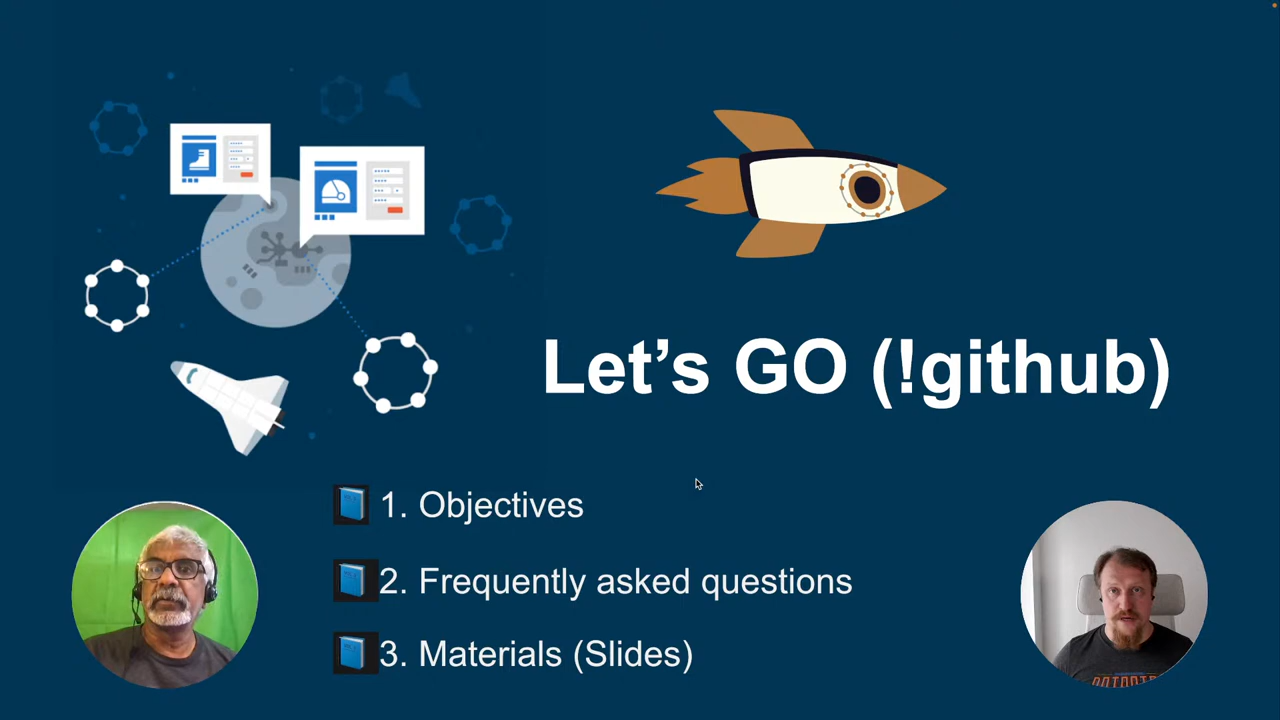 Let’s GO (!github)
1. Objectives
2. Frequently asked questions
3. Materials (Slides)